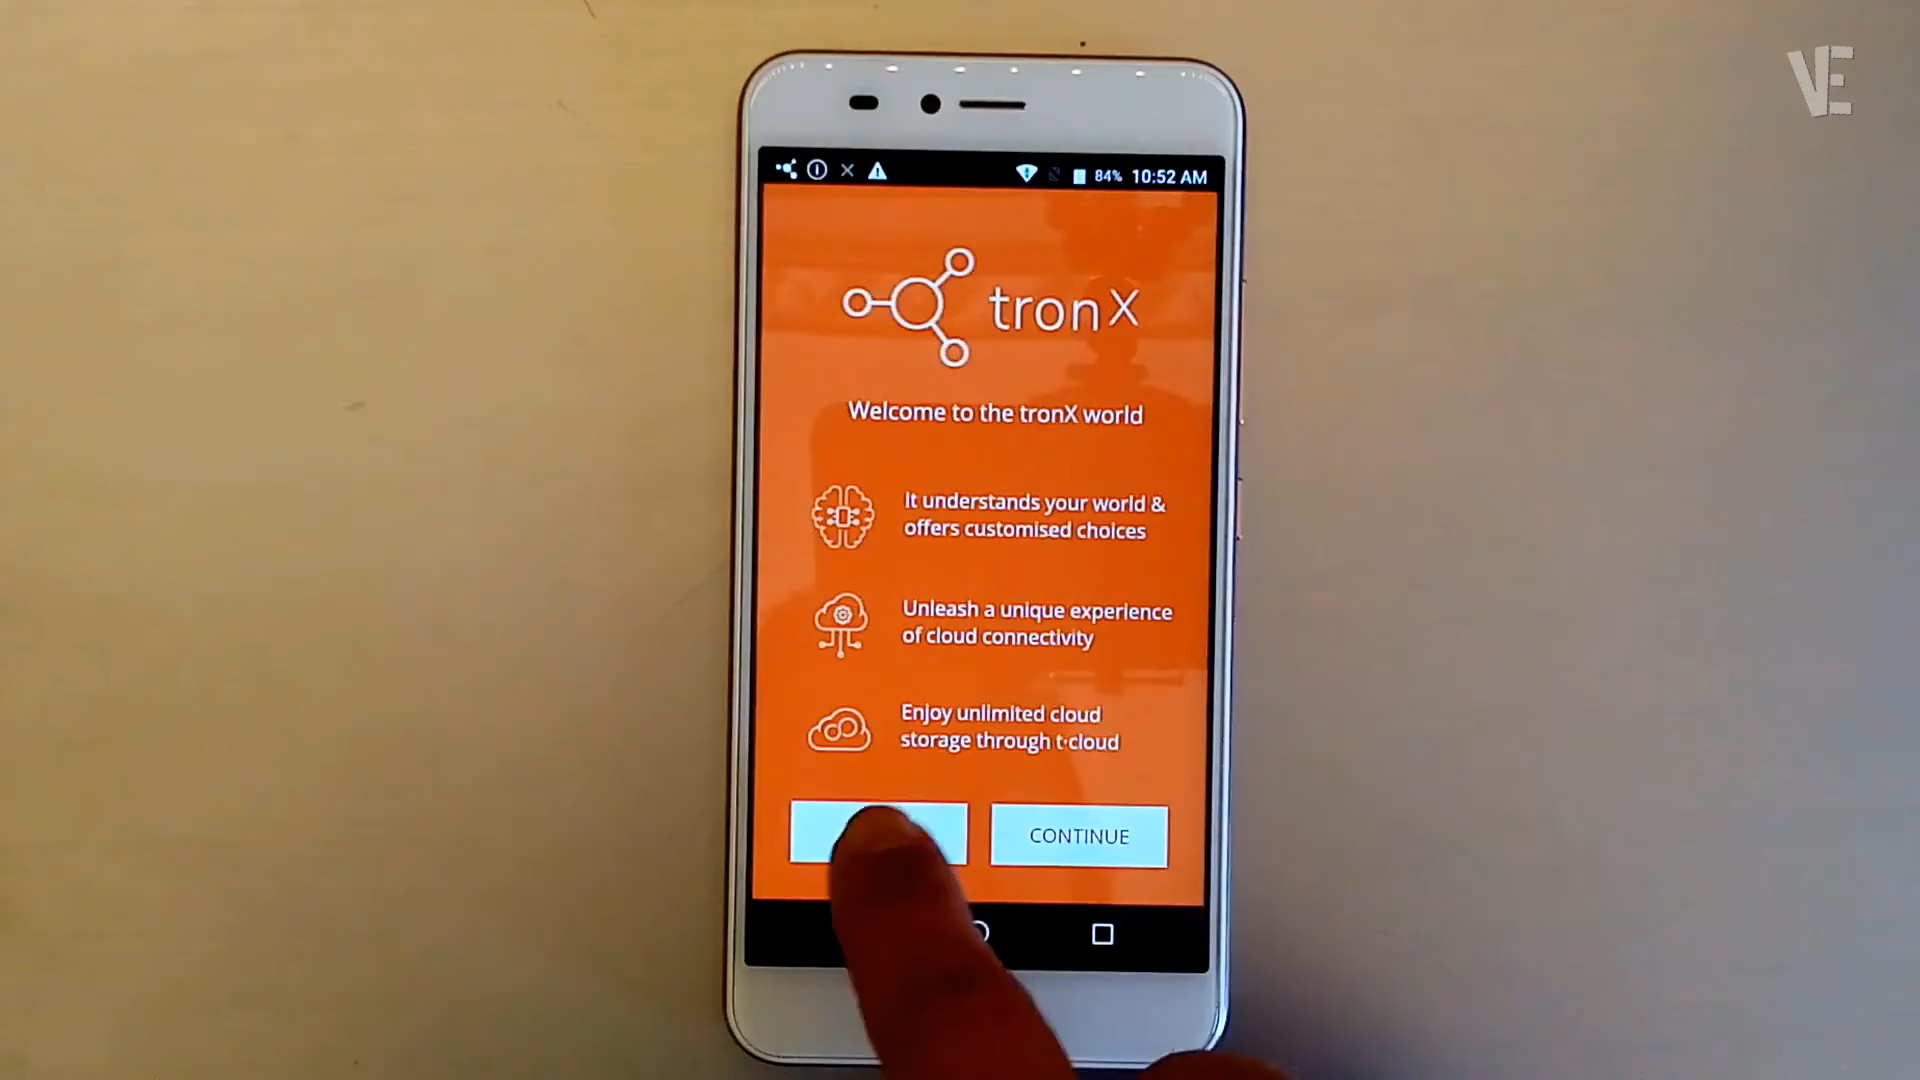 VE
84% 10:52 AM
tronX
Welcome to the tronX world
It understands your world &
offers customised choices
Unleash a unique experience
of cloud connectivity
Enjoy unlimited cloud
storage through t·cloud
CONTINUE